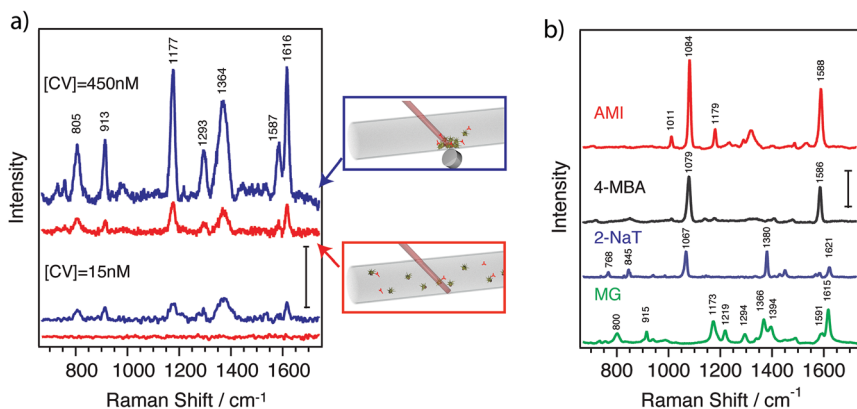 a)
[CV]=450nM
805
913
1177
1293
1364
1587
1616
[CV]=15nM
Intensity
800 1000 1200 1400 1600
Raman Shift / cm-1
b)
AMI
1011
1084
1179
1588
4-MBA
1079
1586
2-NaT
768
845
1067
1380
1621
MG
800
915
1173
1219
1294
1366
1394
1591
1615
Intensity
800 1000 1200 1400 1600
Raman Shift / cm-1